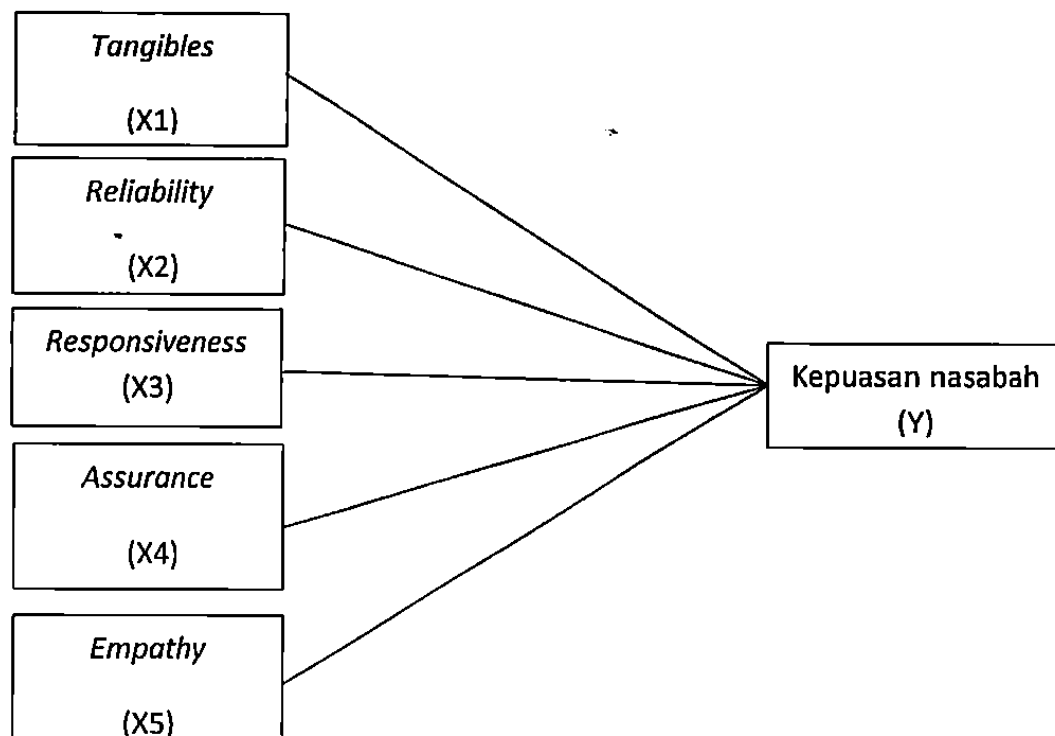 Tangibles
(X1)
Reliability
(X2)
Responsiveness
(X3)
Kepuasan nasabah
(Y)
Assurance
(X4)
Empathy
(X5)